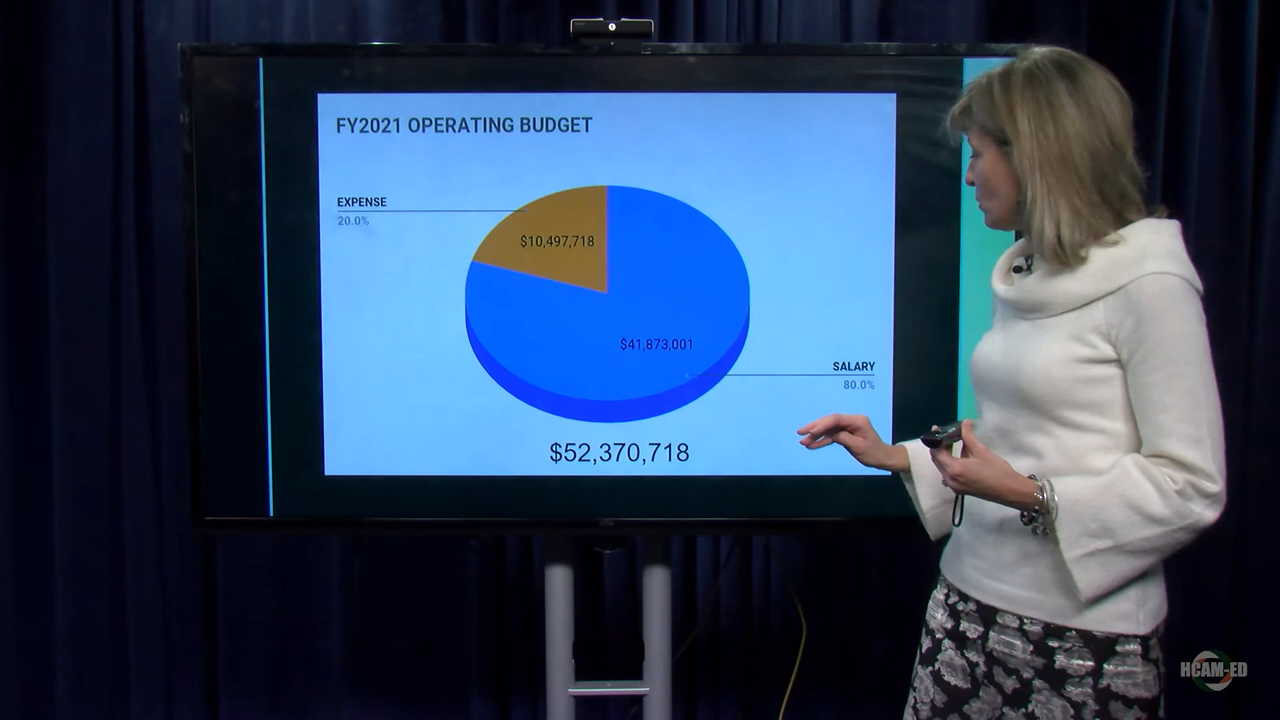 FY2021 OPERATING BUDGET
EXPENSE
20.0%
$10,497,718
$41,873,001
SALARY
80.0%
$52,370,718
HCAM-ED